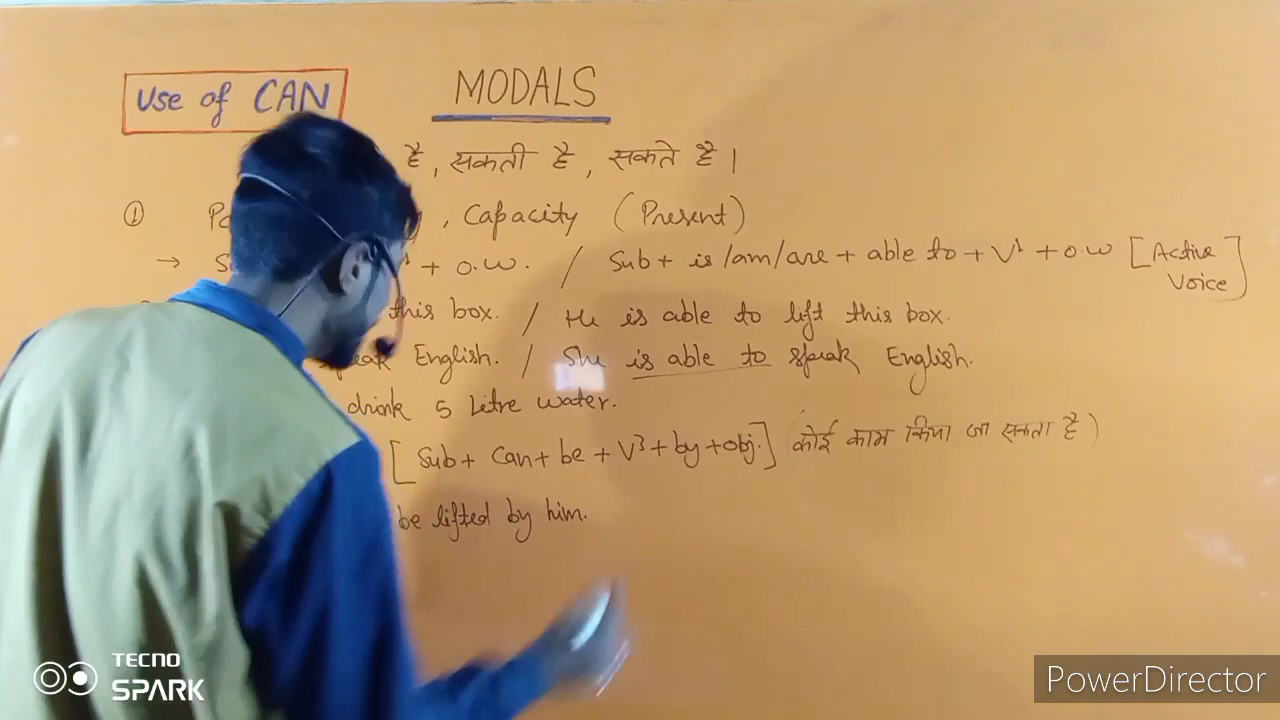 Use of CAN
MODALS
है, सकती है, सकते है।
① , Capacity (Present)
→ + O.W. / Sub + is/am/are + able to + V¹ + O.W [Active Voice]
this box. / He is able to lift this box.
English. / She is able to speak English.
drink 5 Litre water.
[Sub + Can + be + V³ + by + obj.] (कोई काम किया जा सकता है)
be lifted by him.
TECNO
SPARK
PowerDirector